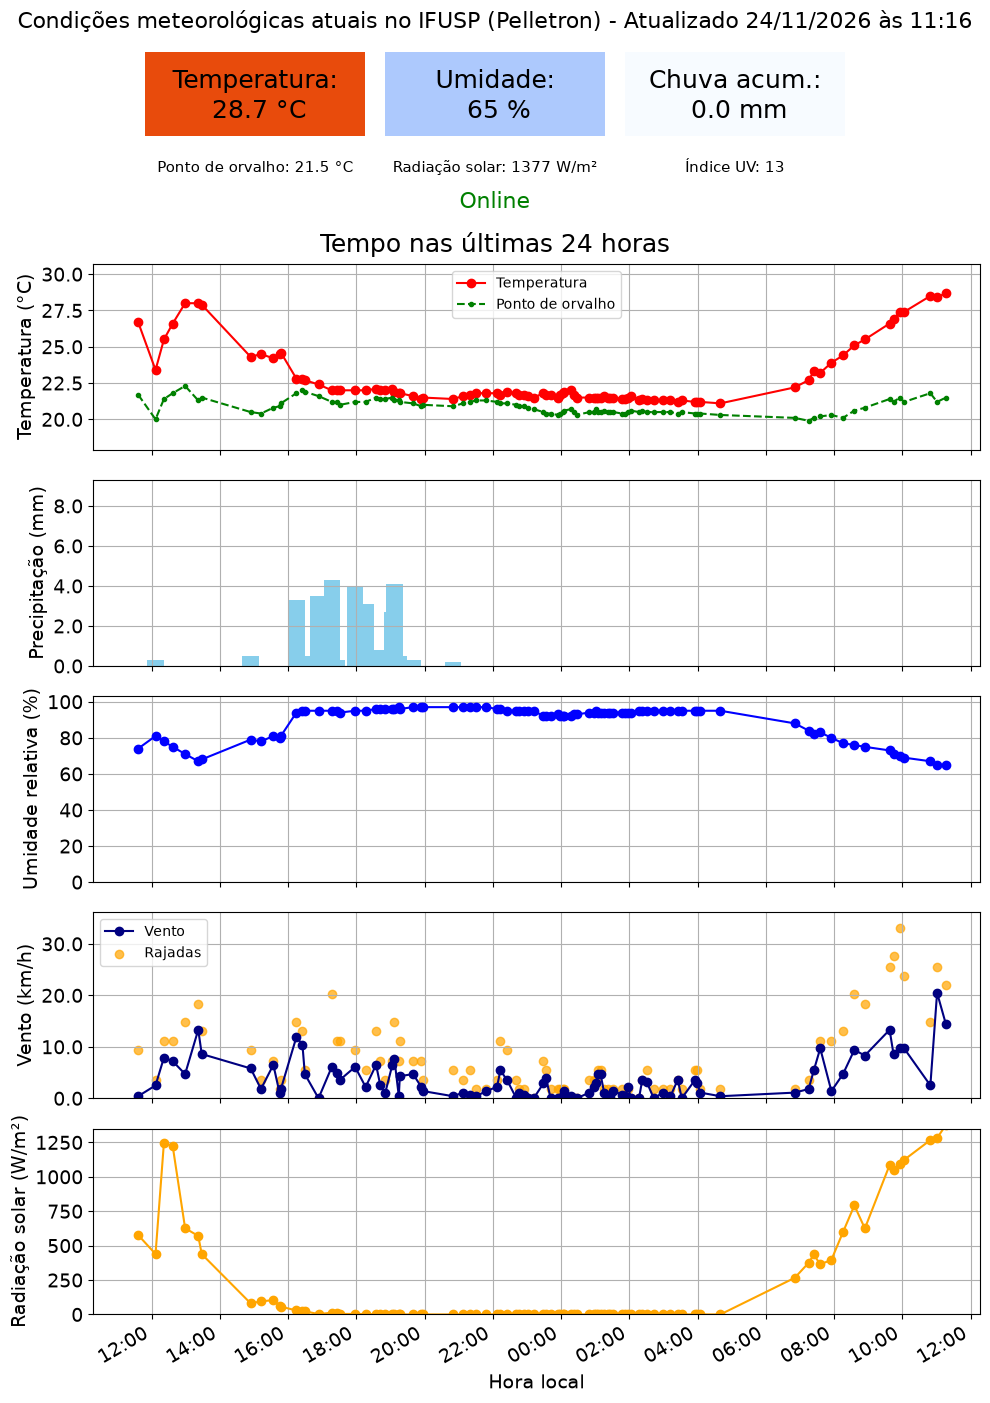 Condições meteorológicas atuais no IFUSP (Pelletron) - Atualizado 24/11/2026 às 11:16
Temperatura:
28.7 °C
Umidade:
65 %
Chuva acum.:
0.0 mm
Ponto de orvalho: 21.5 °C
Radiação solar: 1377 W/m²
Índice UV: 13
Online
Tempo nas últimas 24 horas
Temperatura (°C)
30.0
27.5
25.0
22.5
20.0
Temperatura
Ponto de orvalho
Precipitação (mm)
8.0
6.0
4.0
2.0
0.0
Umidade relativa (%)
100
80
60
40
20
0
Vento (km/h)
30.0
20.0
10.0
0.0
Vento
Rajadas
Radiação solar (W/m²)
1250
1000
750
500
250
0
12:00
14:00
16:00
18:00
20:00
22:00
00:00
02:00
04:00
06:00
08:00
10:00
12:00
Hora local